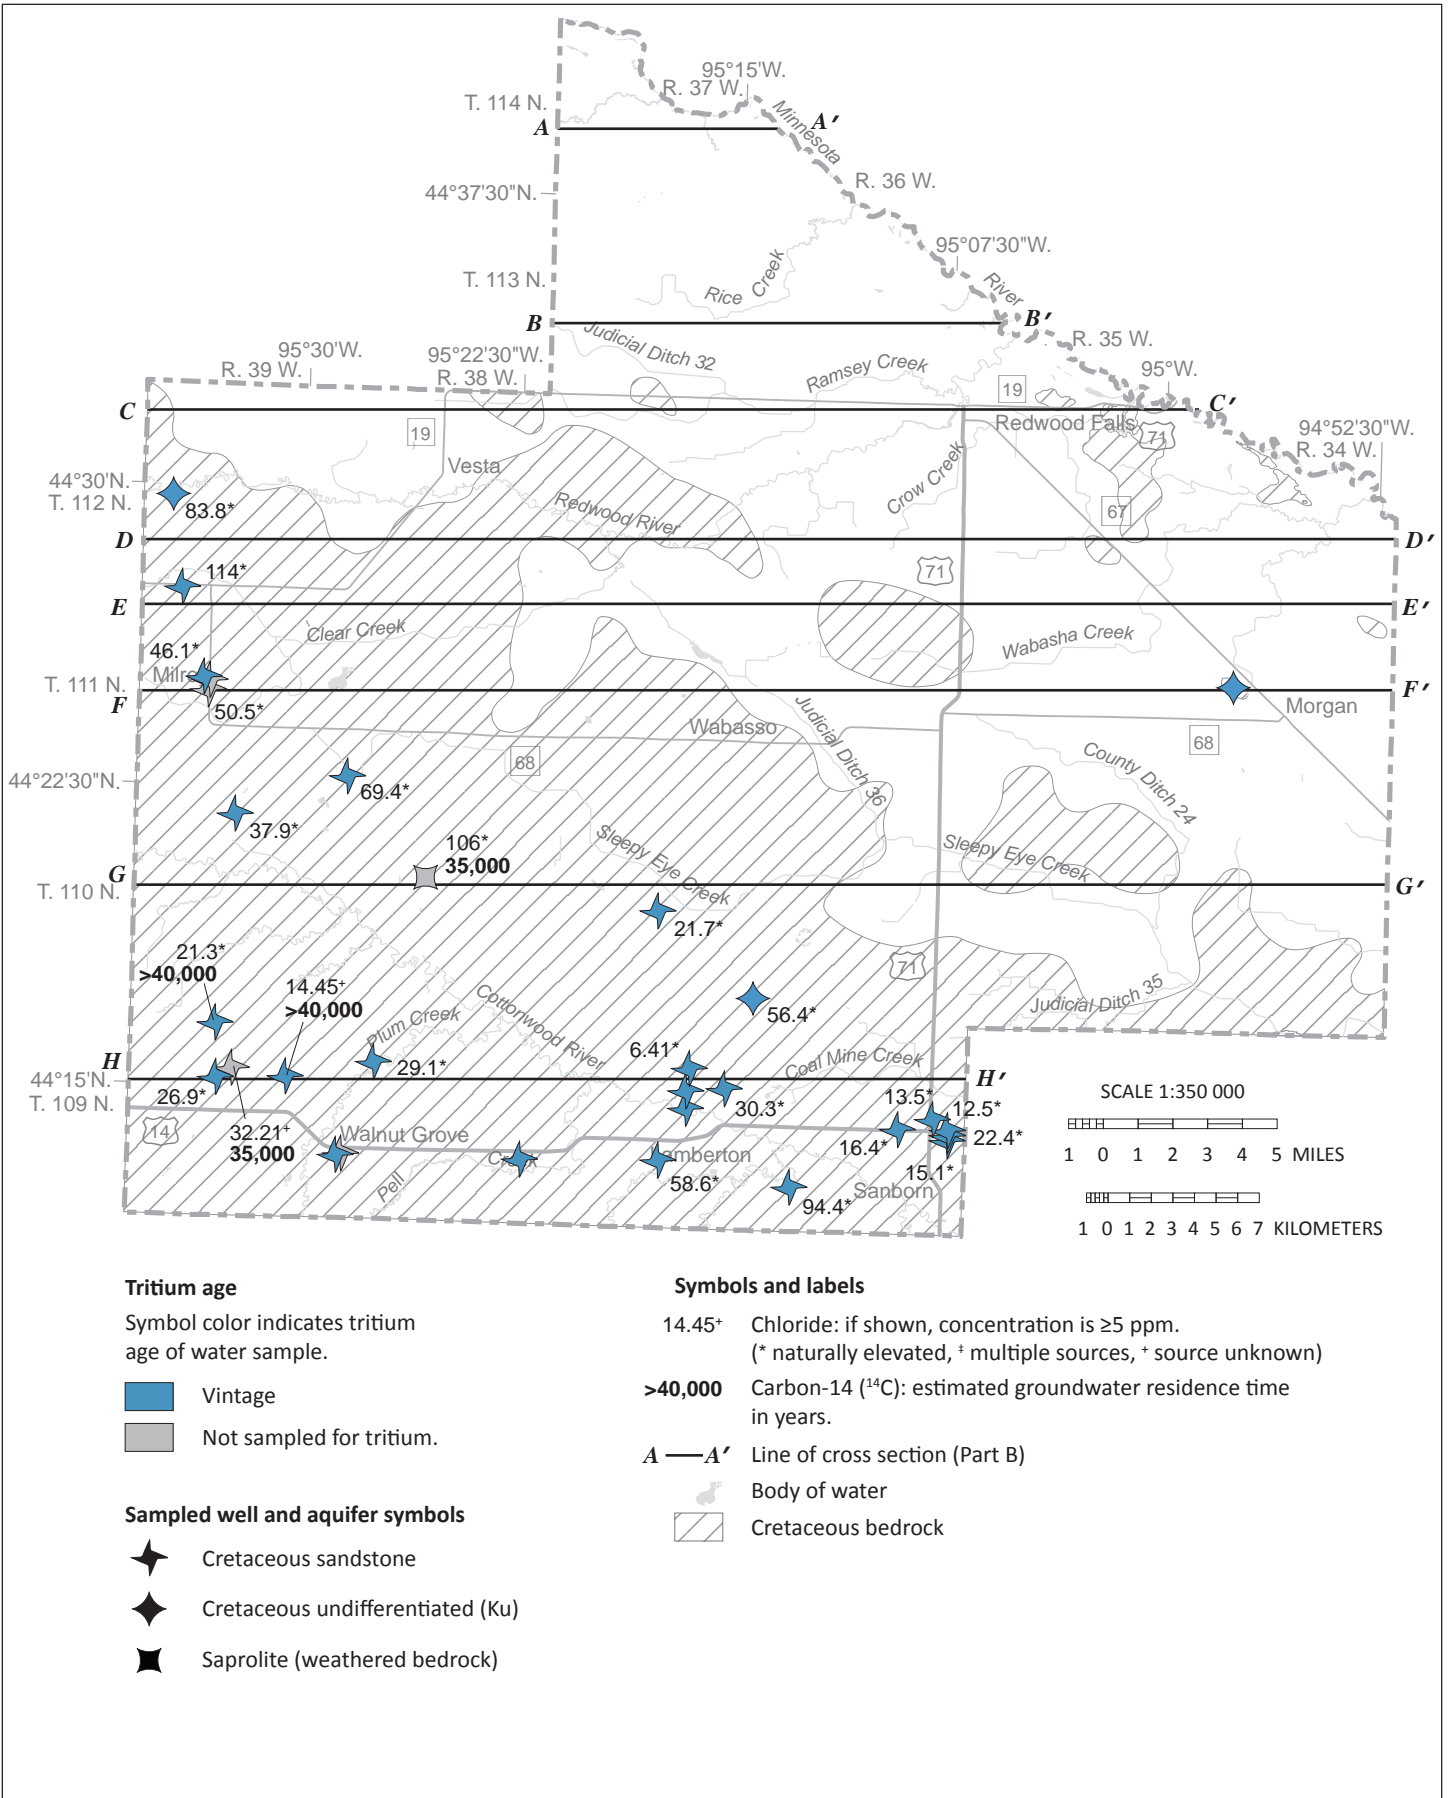 95°15'W.
R. 37 W.
T. 114 N.
A
A′
Minnesota
44°37'30"N.
R. 36 W.
95°07'30"W.
T. 113 N.
Rice Creek
River
B
B′
Judicial Ditch 32
R. 35 W.
95°30'W.
95°22'30"W.
R. 39 W.
R. 38 W.
Ramsey Creek
95°W.
19
C
C′
19
Redwood Falls
71
94°52'30"W.
R. 34 W.
Vesta
Crow Creek
44°30'N.
T. 112 N.
83.8*
Redwood River
67
D
D′
114*
71
E
E′
Clear Creek
Wabasha Creek
46.1*
Milro
T. 111 N.
F
F′
50.5*
Morgan
Wabasso
Judicial Ditch 36
68
68
County Ditch 24
44°22'30"N.
69.4*
37.9*
Sleepy Eye Creek
Sleepy Eye Creek
106*
35,000
G
G′
T. 110 N.
21.7*
21.3*
>40,000
71
14.45⁺
>40,000
Cottonwood River
56.4*
Judicial Ditch 35
Plum Creek
6.41*
Coal Mine Creek
H
H′
44°15'N.
29.1*
T. 109 N.
26.9*
30.3*
13.5*
12.5*
14
32.21⁺
35,000
Walnut Grove
16.4*
22.4*
Creek
amberton
15.1*
Pell
58.6*
94.4*
Sanborn
SCALE 1:350 000
1 0 1 2 3 4 5 MILES
1 0 1 2 3 4 5 6 7 KILOMETERS
Tritium age
Symbol color indicates tritium
age of water sample.
Vintage
Not sampled for tritium.
Sampled well and aquifer symbols
Cretaceous sandstone
Cretaceous undifferentiated (Ku)
Saprolite (weathered bedrock)
Symbols and labels
14.45⁺ Chloride: if shown, concentration is ≥5 ppm.
(* naturally elevated, ‡ multiple sources, ⁺ source unknown)
>40,000 Carbon-14 (¹⁴C): estimated groundwater residence time
in years.
A — A′ Line of cross section (Part B)
Body of water
Cretaceous bedrock